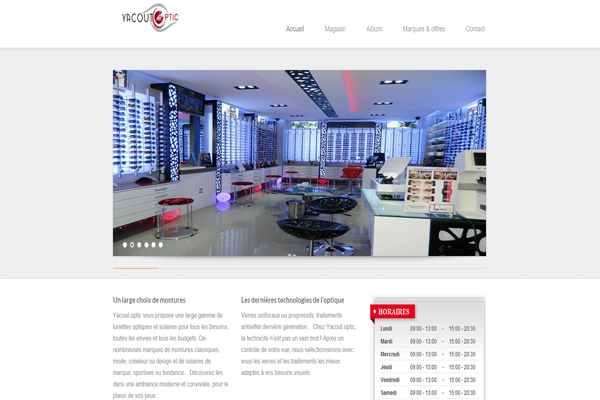 YACOUT OPTIC
Accueil Magasin Album Marques & offres Contact
Un large choix de montures
Yacout optic vous propose une large gamme de
lunettes optiques et solaires pour tous les besoins,
toutes les envies et tous les budgets. De
nombreuses marques de montures classiques,
mode, créateur ou design et de solaires de
marque, sportives ou tendance... Découvrez-les
dans une ambiance moderne et conviviale, pour
le plaisir de vos yeux.
Les dernières technologies de l'optique
Verres unifocaux ou progressifs, traitements
antireflet dernière génération... Chez Yacout optic,
la technicité n'est pas un vain mot ! Après un
contrôle de votre vue, nous sélectionnerons avec
vous les verres et les traitements les mieux
adaptés à vos besoins visuels.
HORAIRES
Lundi 09:00 - 13:00 - 15:00 - 20:30
Mardi 09:00 - 13:00 - 15:00 - 20:30
Mercredi 09:00 - 13:00 - 15:00 - 20:30
Jeudi 09:00 - 13:00 - 15:00 - 20:30
Vendredi 09:00 - 13:00 - 15:00 - 20:30
Samedi 09:00 - 13:00 - 15:00 - 20:30